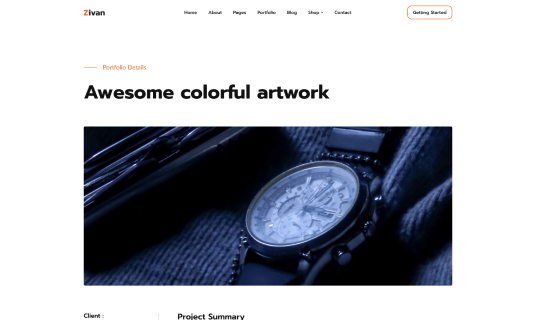 Zivan
Home About Pages Portfolio Blog Shop Contact
Getting Started
Portfolio Details
Awesome colorful artwork
Client :
Project Summary